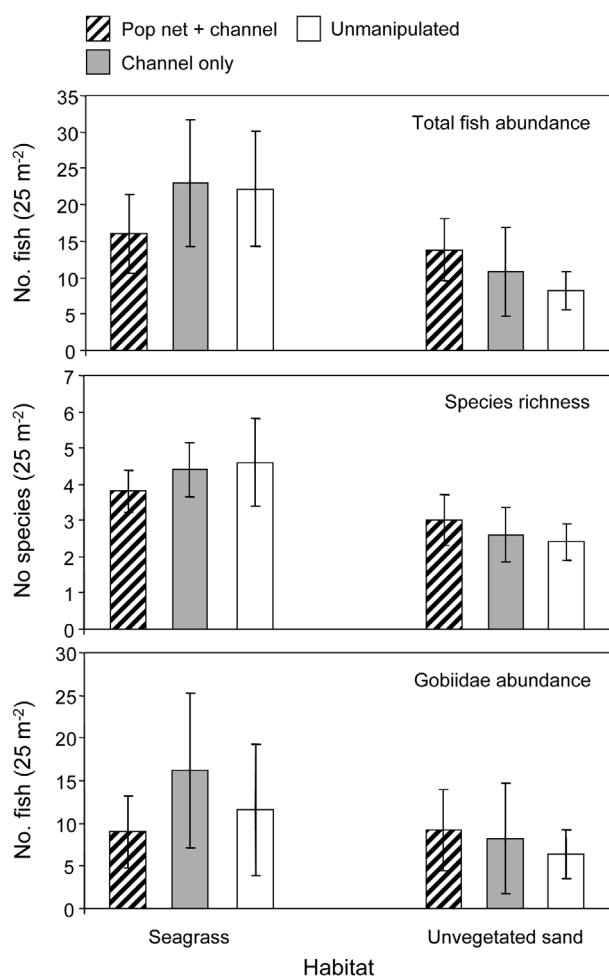 Pop net + channel Unmanipulated
Channel only
35
30
25
20
15
10
5
0
No. fish (25 m⁻²)
Total fish abundance
7
6
5
4
3
2
1
0
No species (25 m⁻²)
Species richness
30
25
20
15
10
5
0
No. fish (25 m⁻²)
Gobiidae abundance
Seagrass Unvegetated sand
Habitat